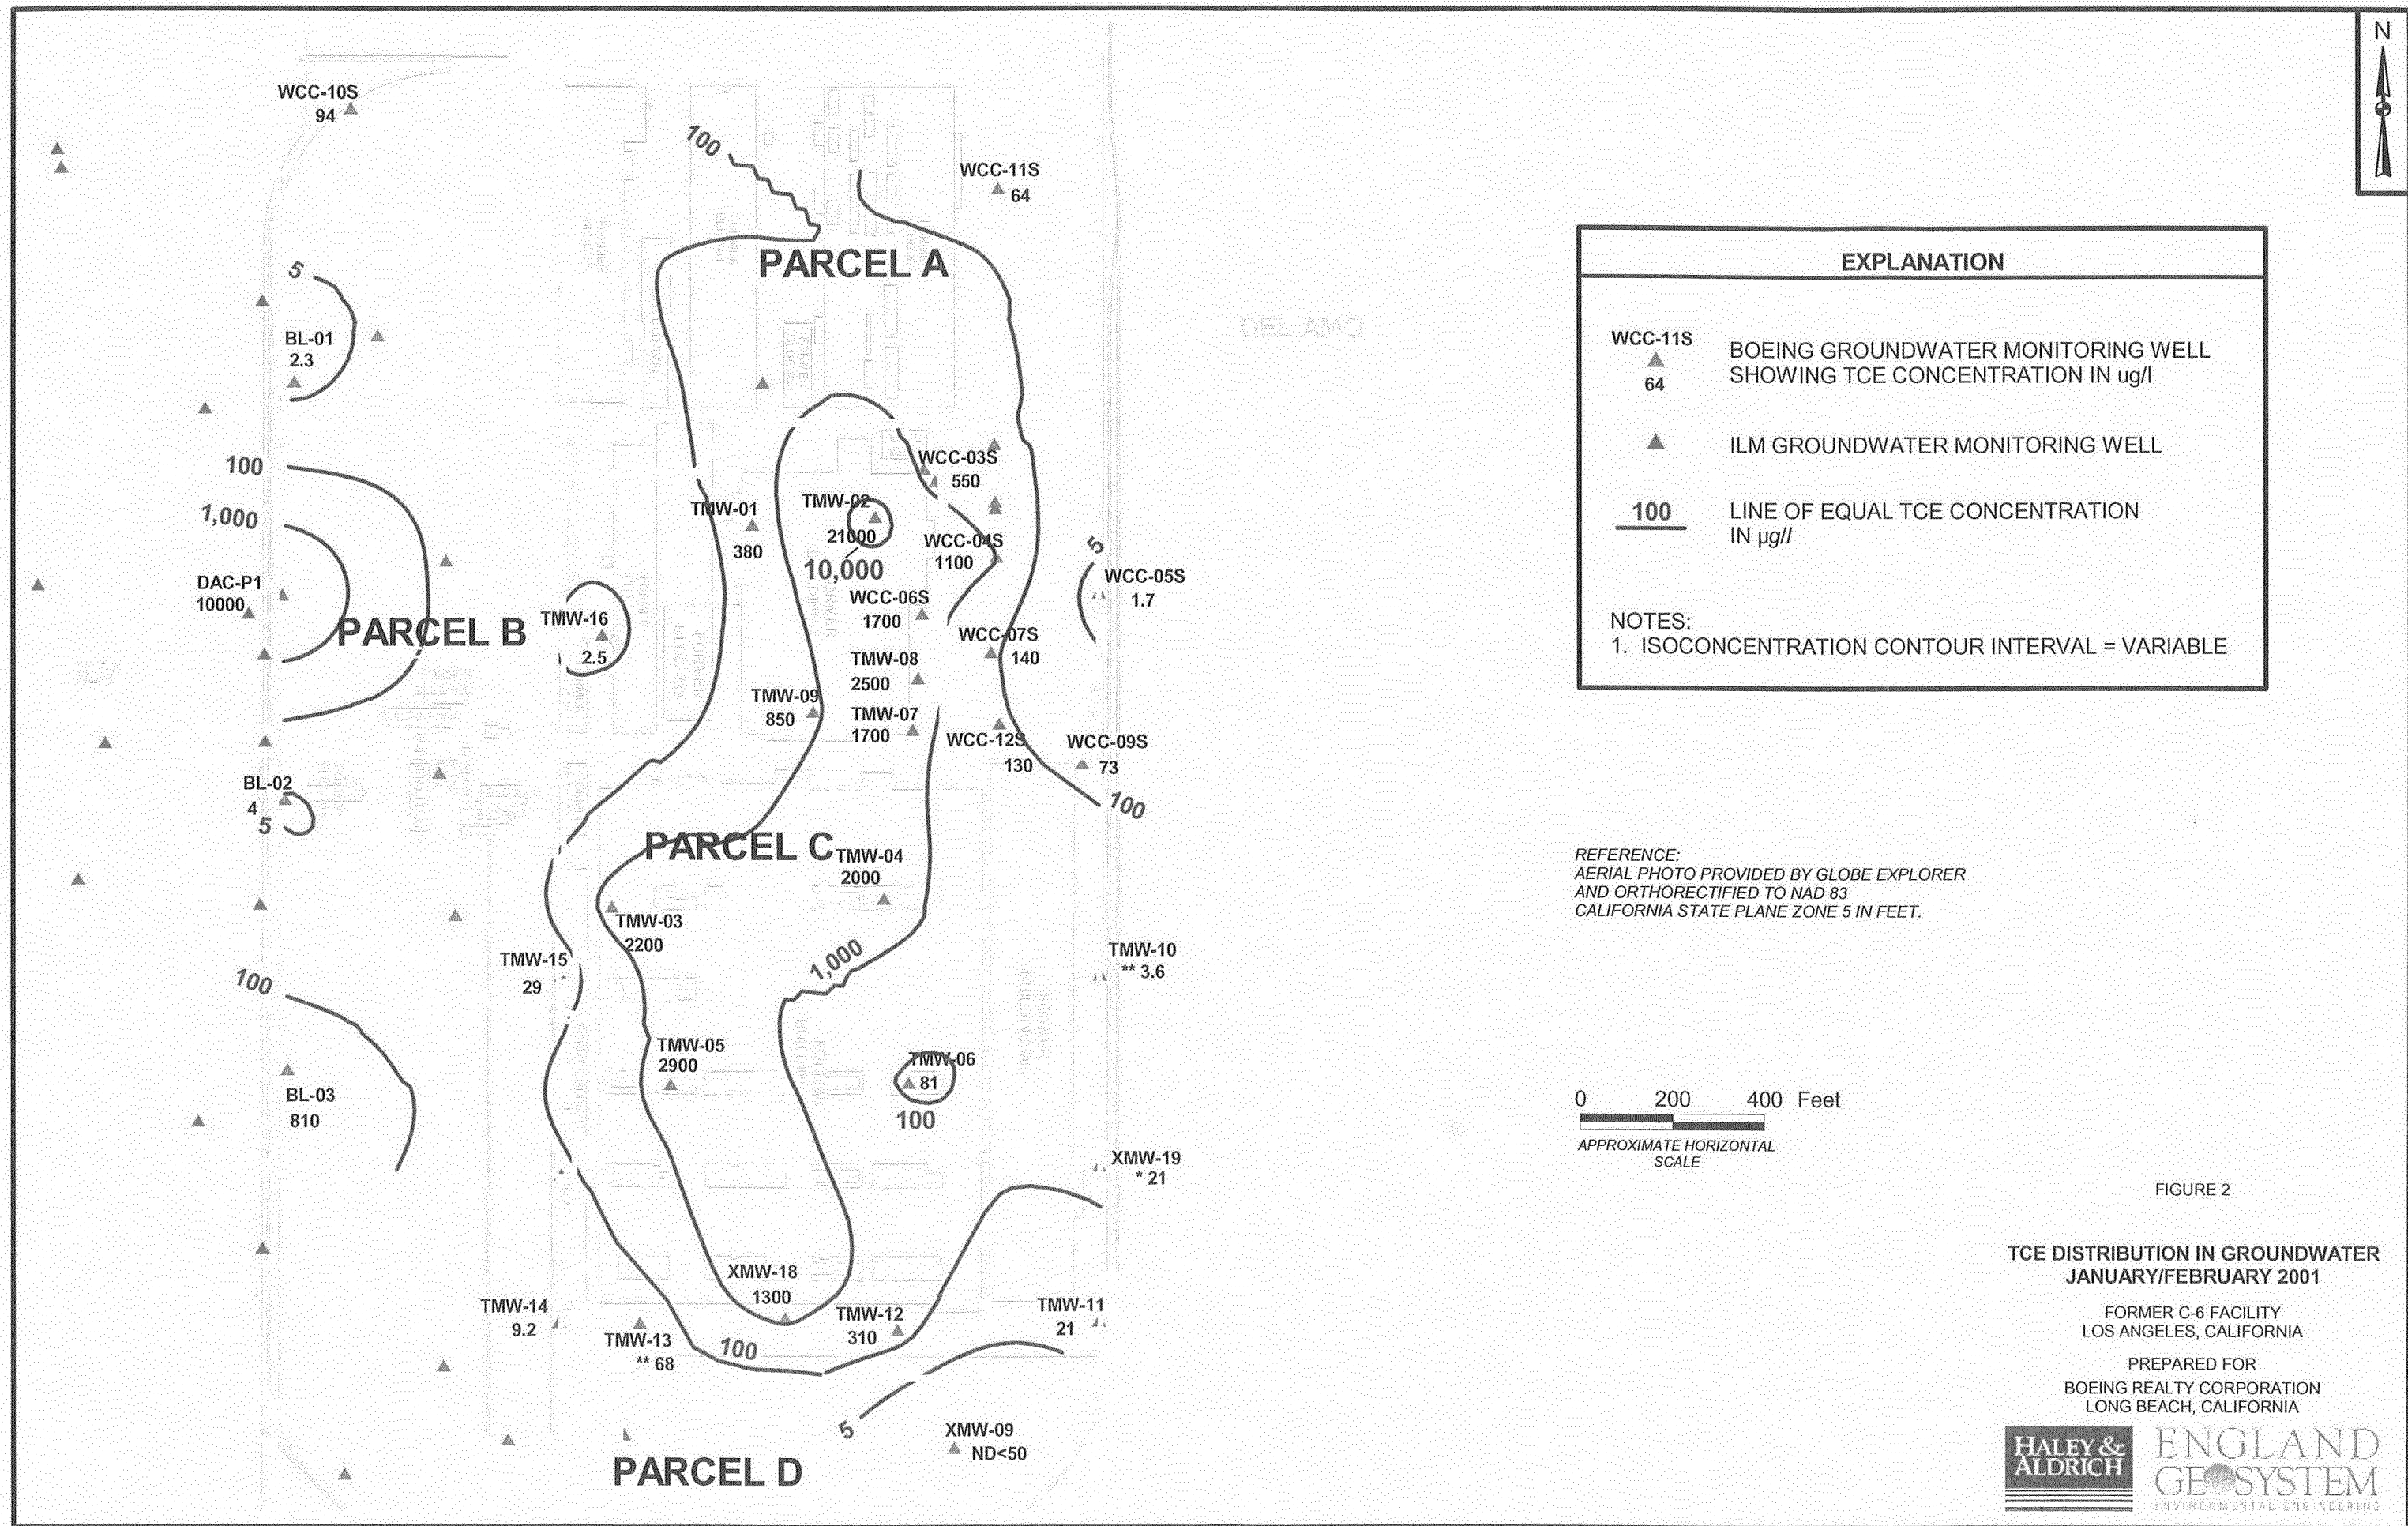 N
WCC-10S
94
100
WCC-11S
64
PARCEL A
DEL AMO
5
BL-01
2.3
100
1,000
DAC-P1
10000
PARCEL B
ILM
TMW-16
2.5
TMW-01
380
TMW-02
21000
10,000
WCC-03S
550
WCC-04S
1100
WCC-06S
1700
WCC-07S
140
5
WCC-05S
1.7
TMW-08
2500
TMW-09
850
TMW-07
1700
WCC-12S
130
WCC-09S
73
100
BL-02
4
5
PARCEL C
TMW-04
2000
TMW-03
2200
1,000
TMW-15
29
TMW-10
** 3.6
100
BL-03
810
TMW-05
2900
TMW-06
81
100
XMW-19
* 21
XMW-18
1300
TMW-14
9.2
TMW-13
** 68
100
TMW-12
310
TMW-11
21
5
XMW-09
ND<50
PARCEL D
EXPLANATION
WCC-11S
64
BOEING GROUNDWATER MONITORING WELL
SHOWING TCE CONCENTRATION IN ug/l
ILM GROUNDWATER MONITORING WELL
100
LINE OF EQUAL TCE CONCENTRATION
IN µg/l
NOTES:
1. ISOCONCENTRATION CONTOUR INTERVAL = VARIABLE
REFERENCE:
AERIAL PHOTO PROVIDED BY GLOBE EXPLORER
AND ORTHORECTIFIED TO NAD 83
CALIFORNIA STATE PLANE ZONE 5 IN FEET.
0 200 400 Feet
APPROXIMATE HORIZONTAL
SCALE
FIGURE 2
TCE DISTRIBUTION IN GROUNDWATER
JANUARY/FEBRUARY 2001
FORMER C-6 FACILITY
LOS ANGELES, CALIFORNIA
PREPARED FOR
BOEING REALTY CORPORATION
LONG BEACH, CALIFORNIA
HALEY &
ALDRICH
ENGLAND
GEOSYSTEM
ENVIRONMENTAL ENGINEERING